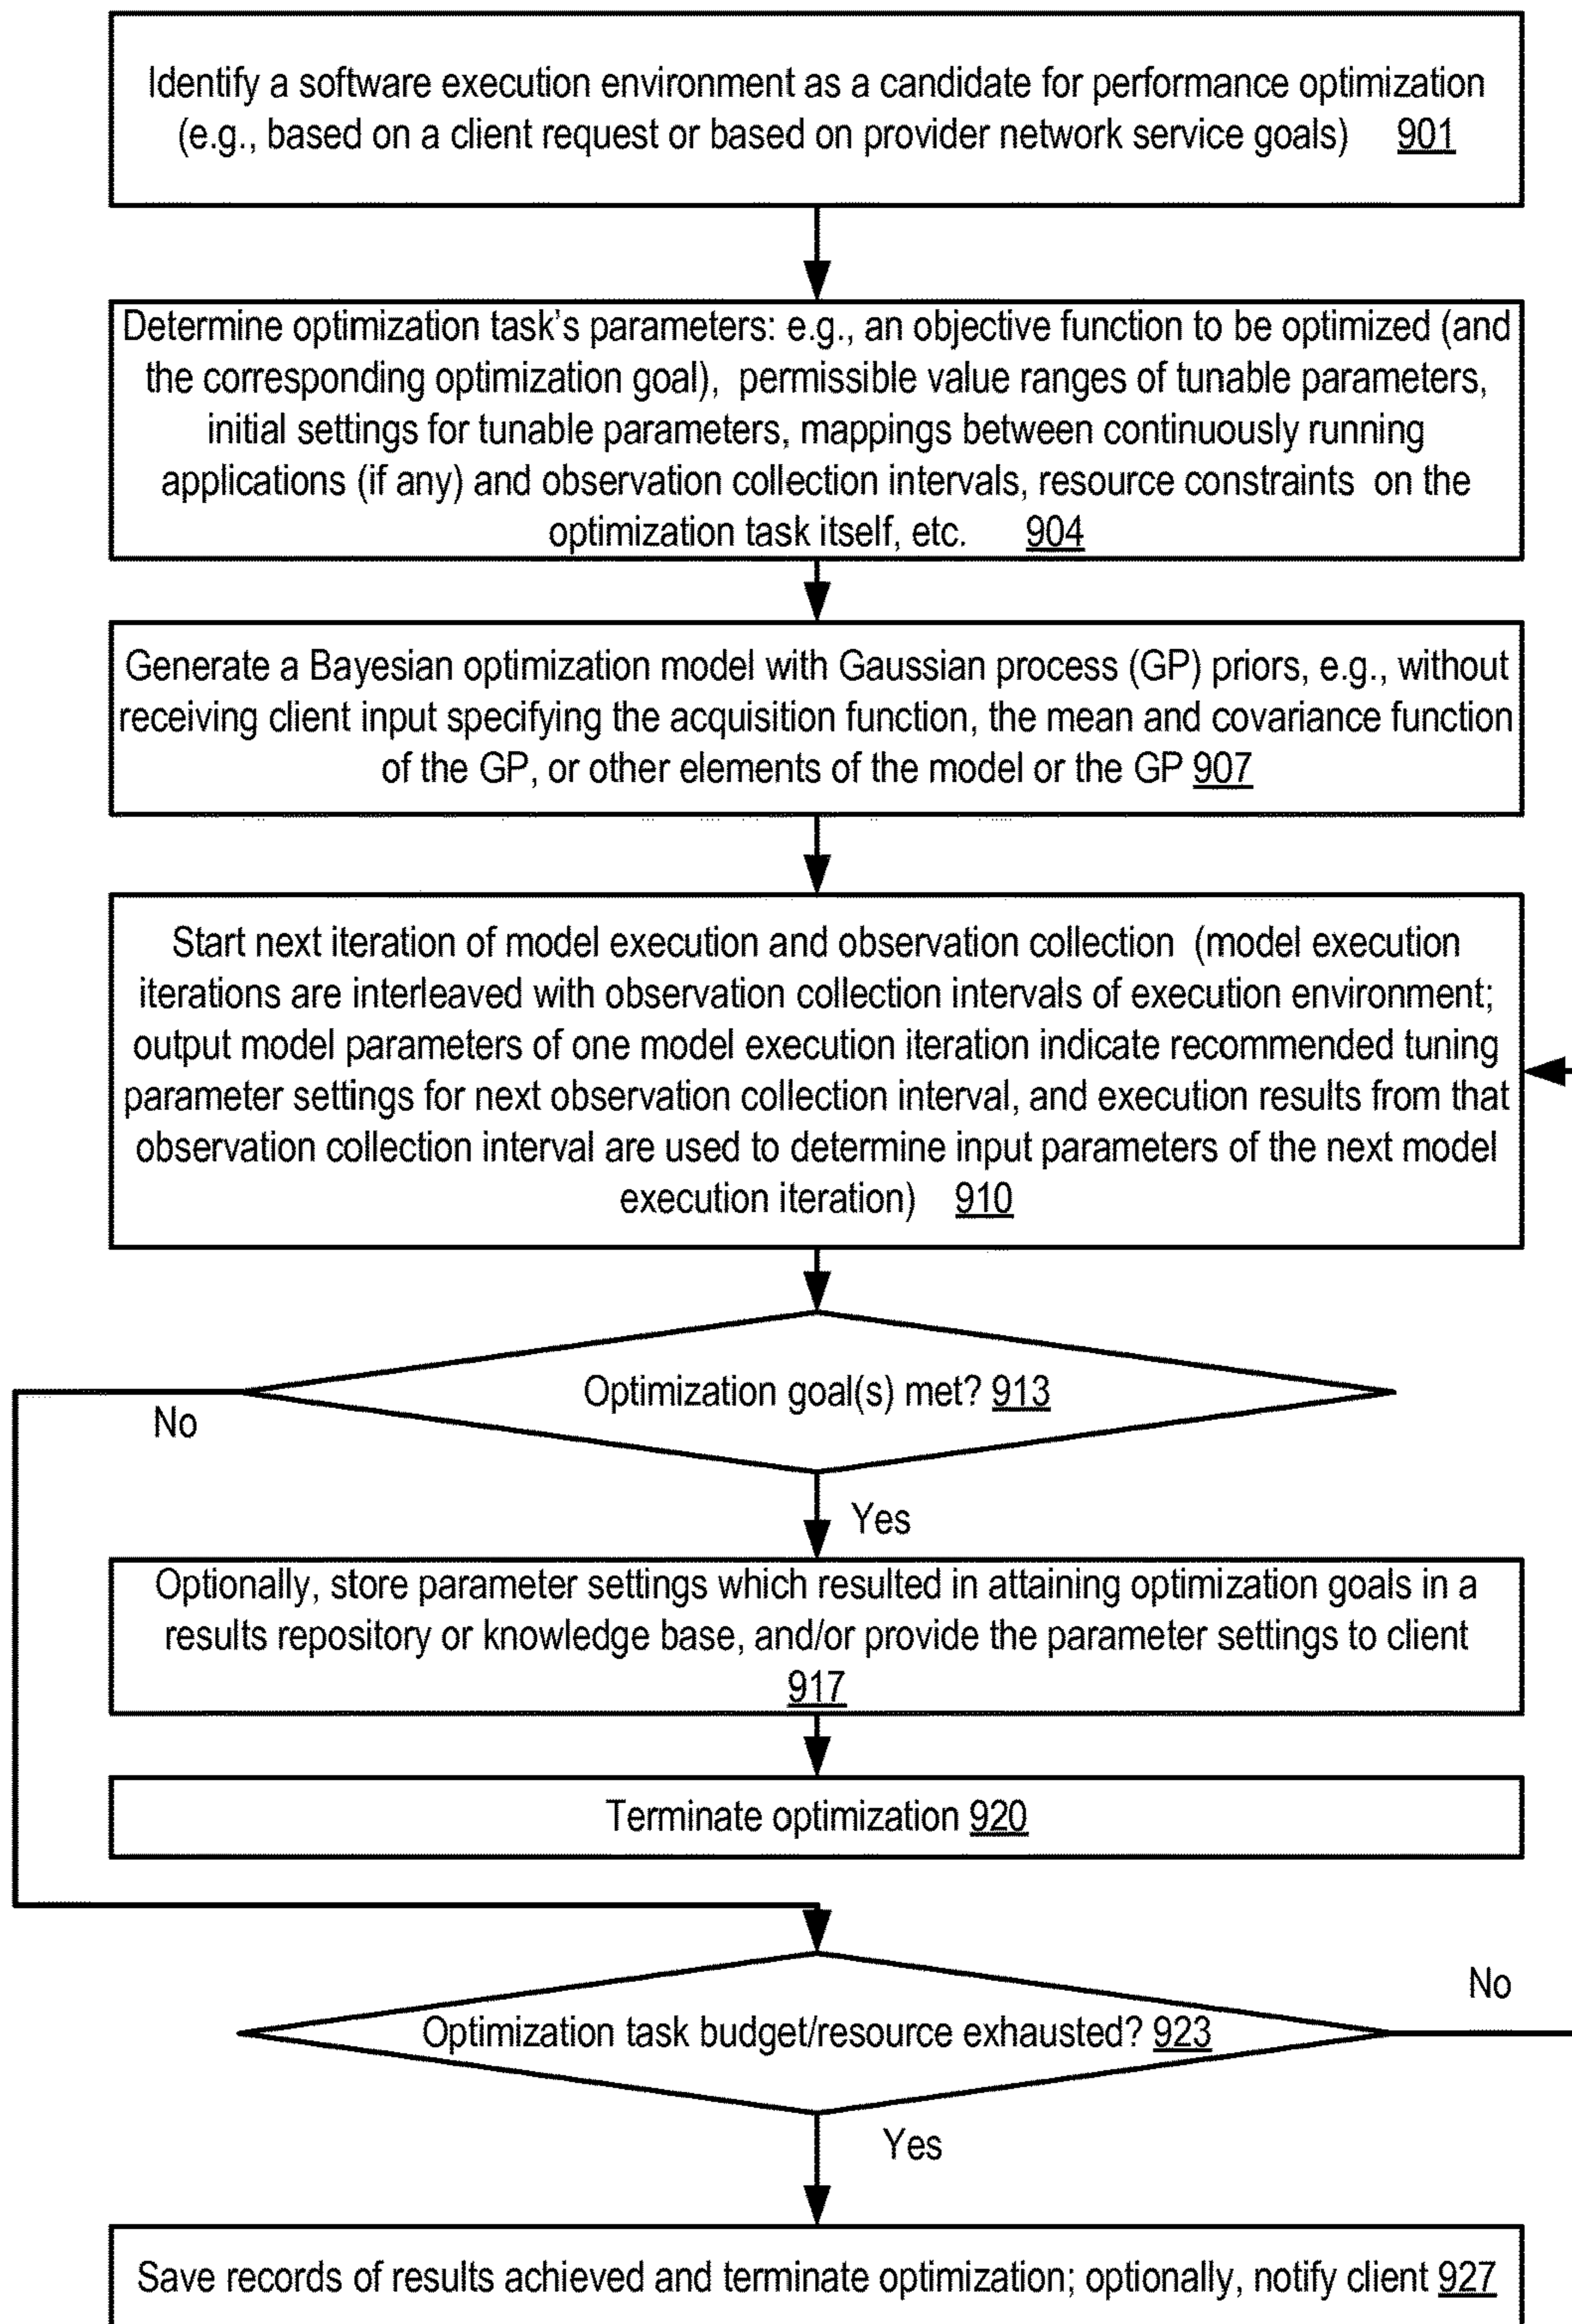 Identify a software execution environment as a candidate for performance optimization
(e.g., based on a client request or based on provider network service goals) 901
Determine optimization task's parameters: e.g., an objective function to be optimized (and
the corresponding optimization goal), permissible value ranges of tunable parameters,
initial settings for tunable parameters, mappings between continuously running
applications (if any) and observation collection intervals, resource constraints on the
optimization task itself, etc. 904
Generate a Bayesian optimization model with Gaussian process (GP) priors, e.g., without
receiving client input specifying the acquisition function, the mean and covariance function
of the GP, or other elements of the model or the GP 907
Start next iteration of model execution and observation collection (model execution
iterations are interleaved with observation collection intervals of execution environment;
output model parameters of one model execution iteration indicate recommended tuning
parameter settings for next observation collection interval, and execution results from that
observation collection interval are used to determine input parameters of the next model
execution iteration) 910
Optimization goal(s) met? 913
No
Yes
Optionally, store parameter settings which resulted in attaining optimization goals in a
results repository or knowledge base, and/or provide the parameter settings to client
917
Terminate optimization 920
No
Optimization task budget/resource exhausted? 923
Yes
Save records of results achieved and terminate optimization; optionally, notify client 927